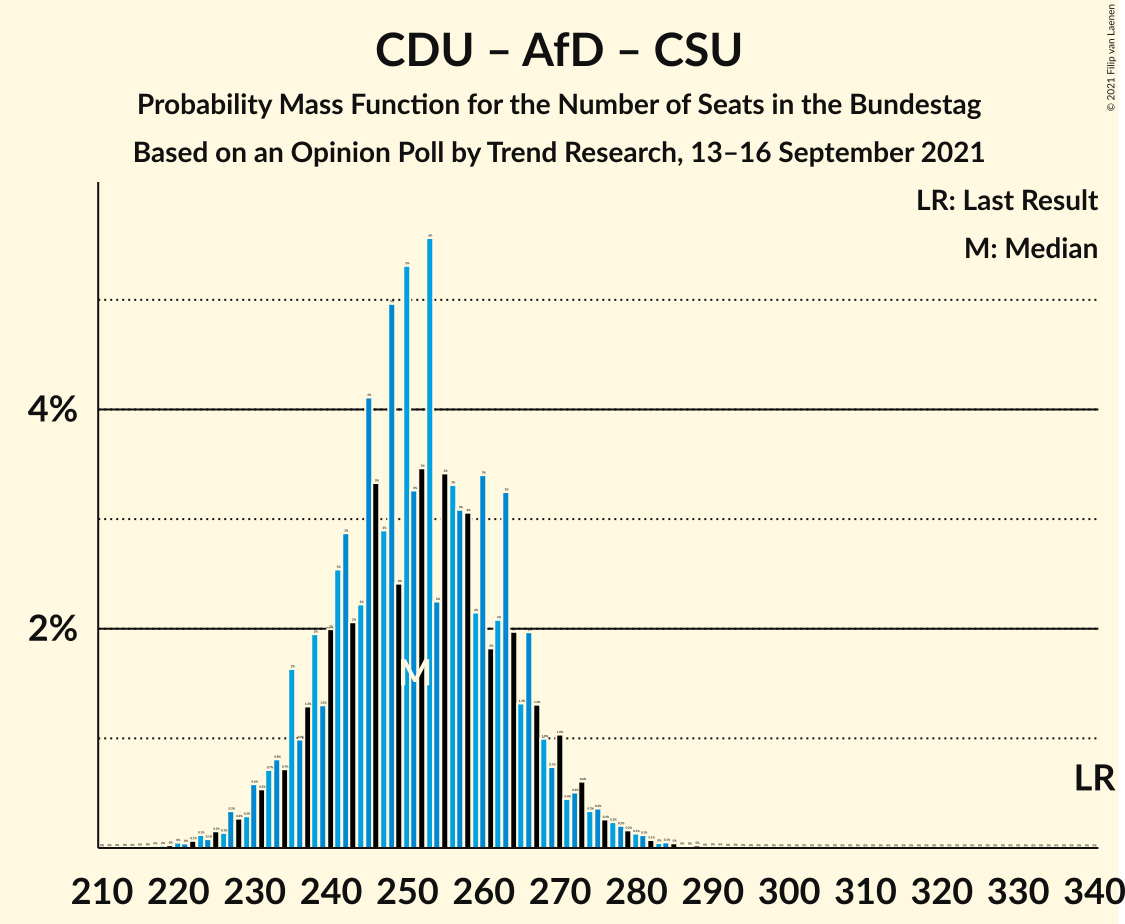 CDU – AfD – CSU
Probability Mass Function for the Number of Seats in the Bundestag
Based on an Opinion Poll by Trend Research, 13–16 September 2021
© 2021 Filip van Laenen
LR: Last Result
M: Median
4%
2%
M
LR
210 220 230 240 250 260 270 280 290 300 310 320 330 340